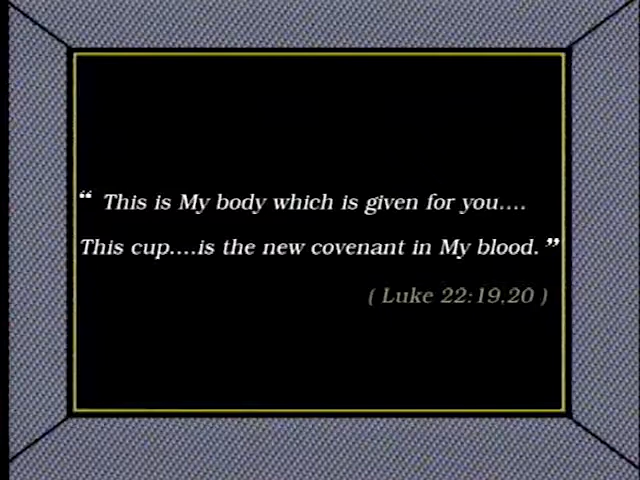 “ This is My body which is given for you....
This cup....is the new covenant in My blood. ”
( Luke 22:19,20 )